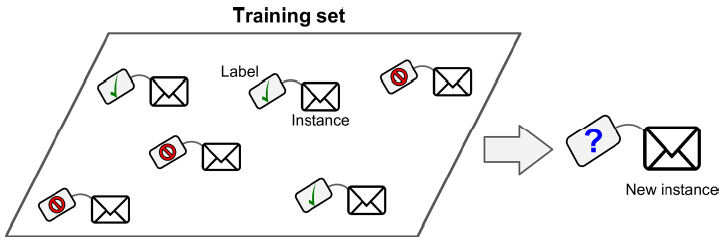 Training set
Label
Instance
?
New instance